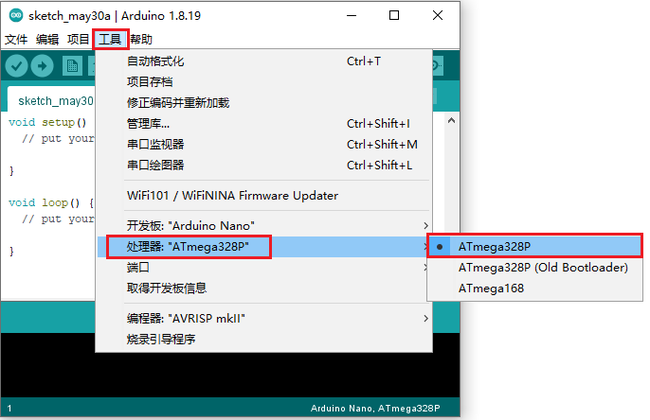 sketch_may30a | Arduino 1.8.19
文件 编辑 项目 工具 帮助
sketch_may30
void setup()
// put your
}
void loop() {
// put your
}
自动格式化 Ctrl+T
项目存档
修正编码并重新加载
管理库... Ctrl+Shift+I
串口监视器 Ctrl+Shift+M
串口绘图器 Ctrl+Shift+L
WiFi101 / WiFiNINA Firmware Updater
开发板: "Arduino Nano"
处理器: "ATmega328P"
端口
取得开发板信息
编程器: "AVRISP mkII"
烧录引导程序
ATmega328P
ATmega328P (Old Bootloader)
ATmega168
1 Arduino Nano, ATmega328P